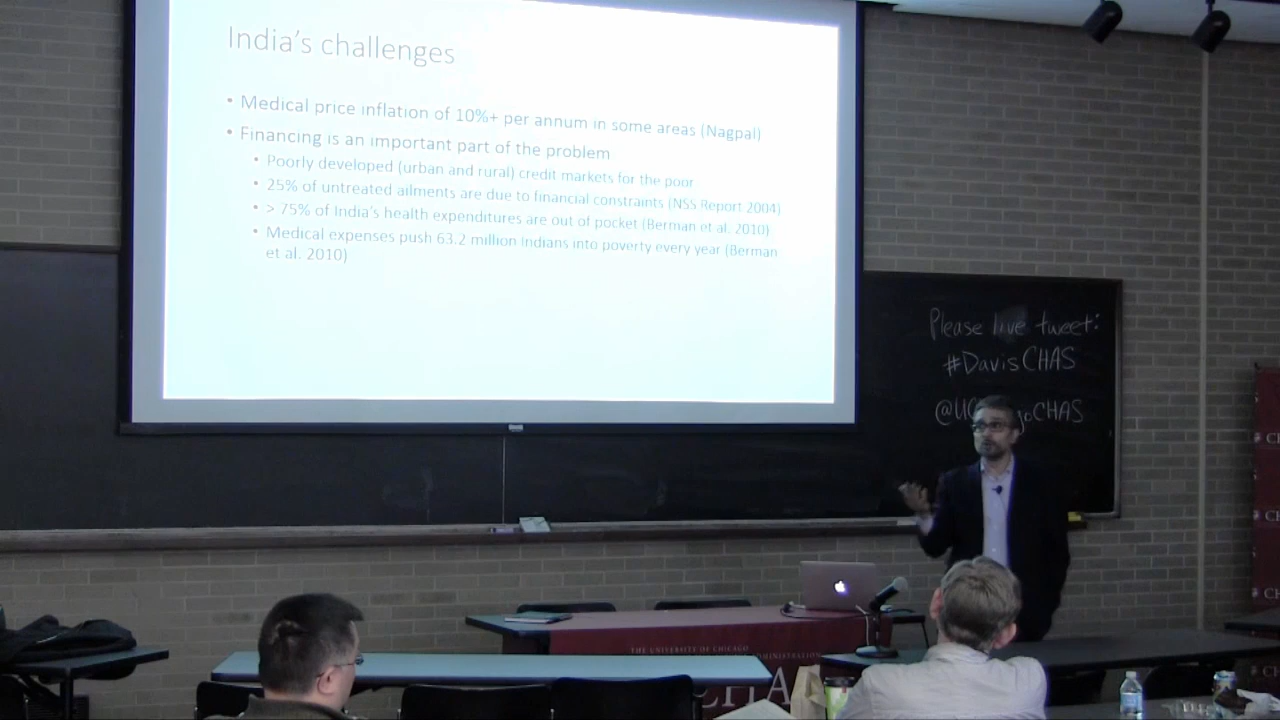 India's challenges
• Medical price inflation of 10%+ per annum in some areas (Nagpal)
• Financing is an important part of the problem
• Poorly developed (urban and rural) credit markets for the poor
• 25% of untreated ailments are due to financial constraints (NSS Report 2004)
• > 75% of India's health expenditures are out of pocket (Berman et al. 2010)
• Medical expenses push 63.2 million Indians into poverty every year (Berman
et al. 2010)
Please live tweet:
#DavisCHAS
CHAS
THE UNIVERSITY OF CHICAGO